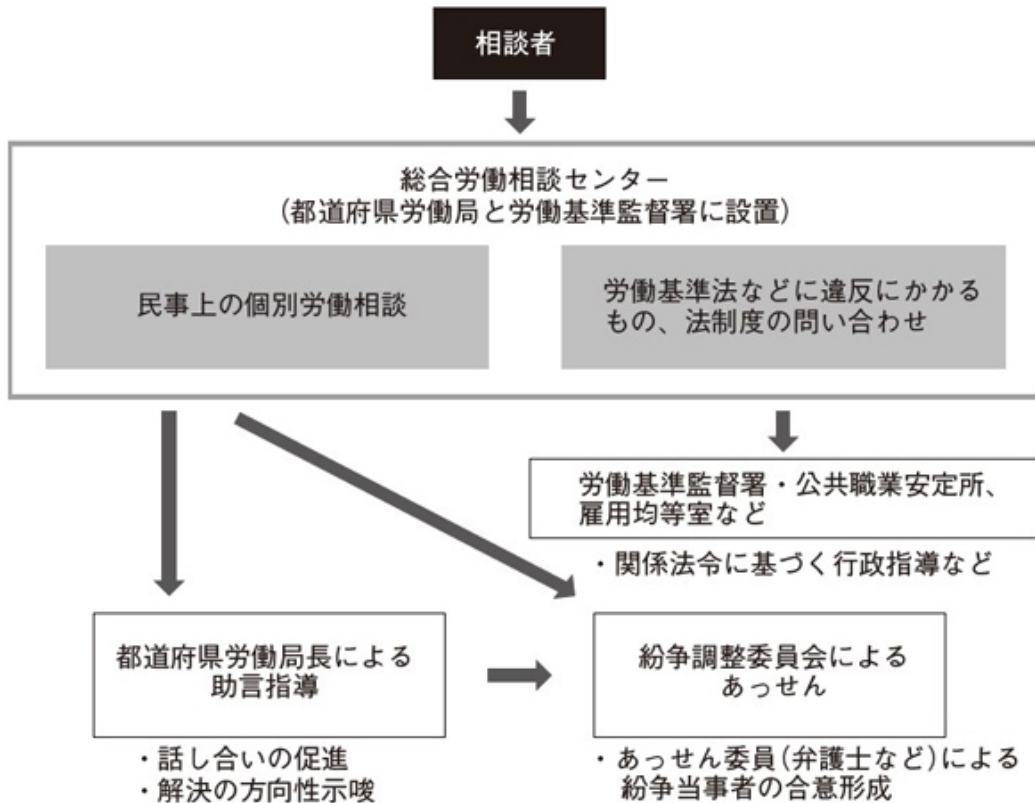 相談者
総合労働相談センター
(都道府県労働局と労働基準監督署に設置)
民事上の個別労働相談
労働基準法などに違反にかかる
もの、法制度の問い合わせ
労働基準監督署・公共職業安定所、
雇用均等室など
・関係法令に基づく行政指導など
都道府県労働局長による
助言指導
・話し合いの促進
・解決の方向性示唆
紛争調整委員会による
あっせん
・あっせん委員(弁護士など)による
紛争当事者の合意形成